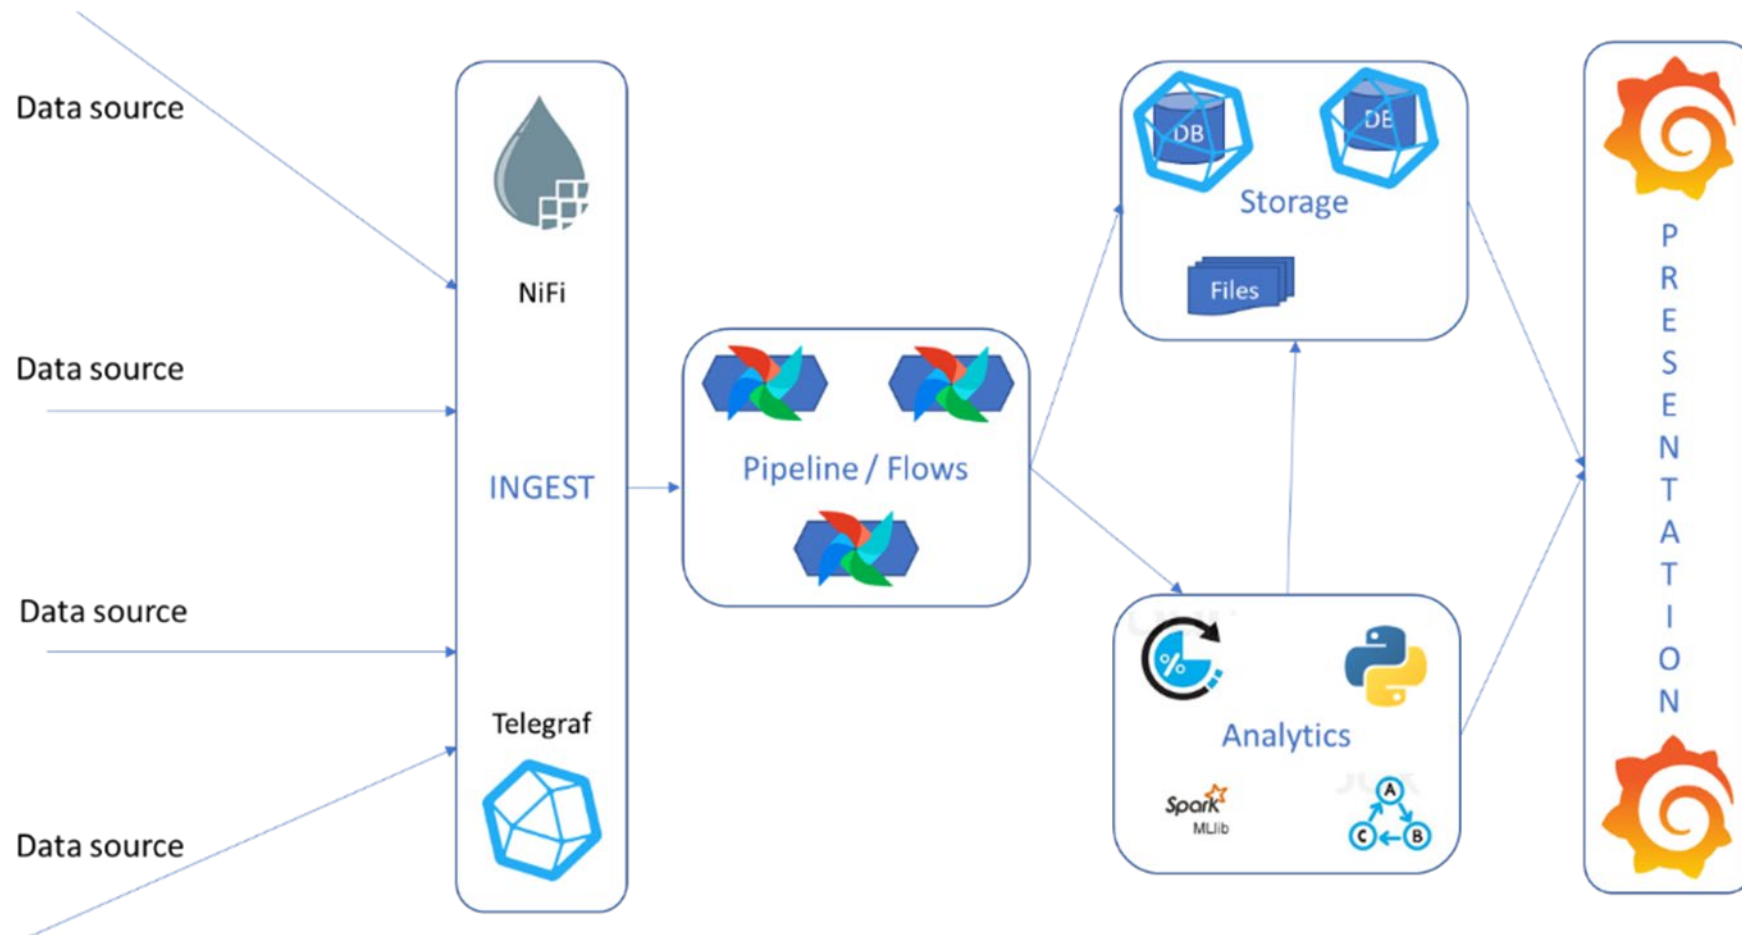 Data source
Data source
Data source
Data source
NiFi
INGEST
Telegraf
Pipeline / Flows
DB
DB
Storage
Files
%
Analytics
Spark
MLlib
A
C
B
P
R
E
S
E
N
T
A
T
I
O
N